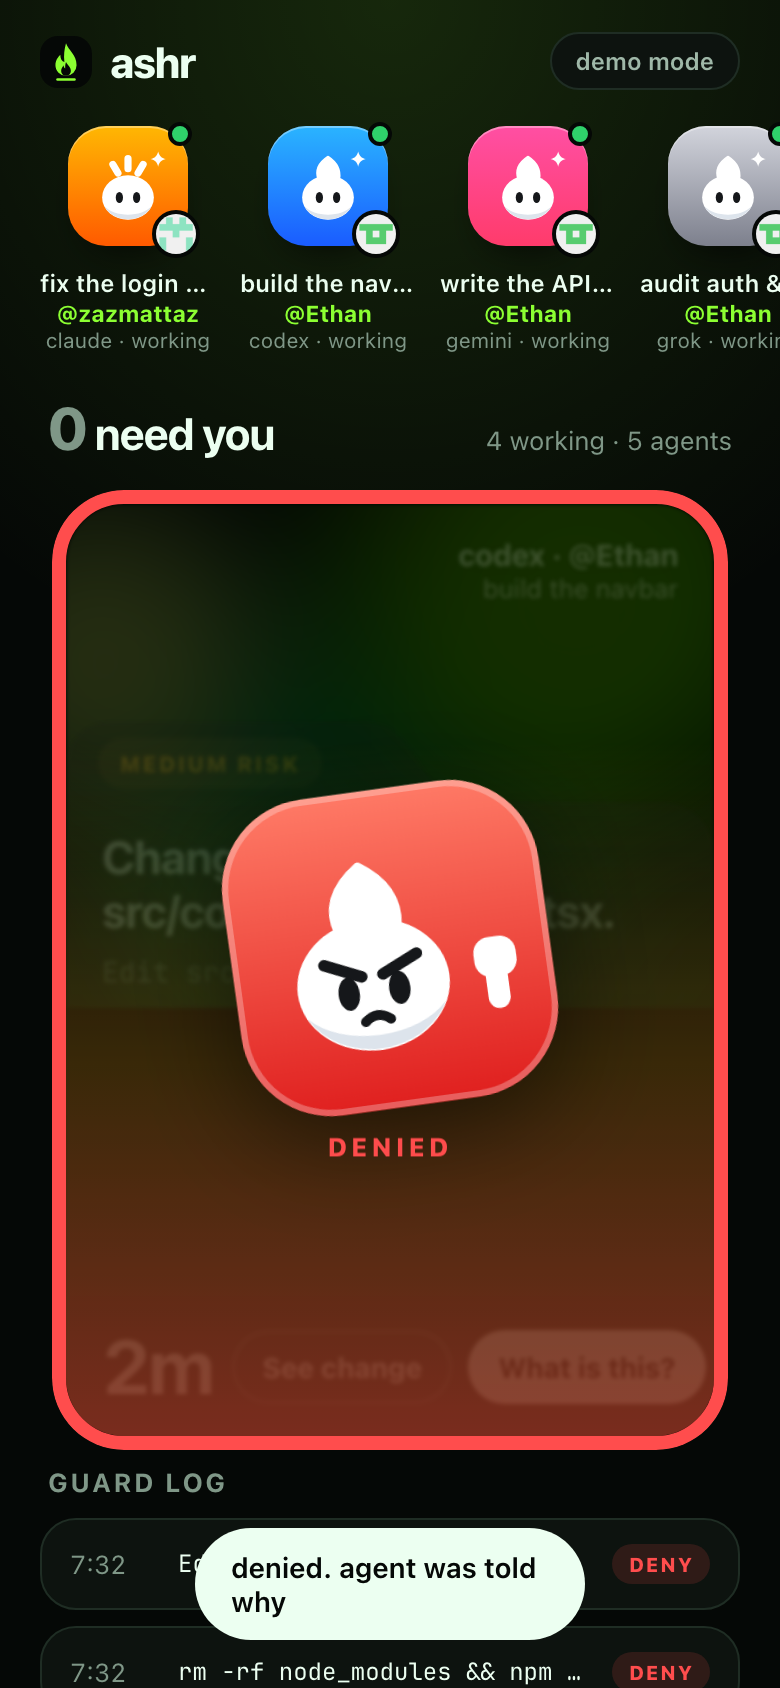 ashr
demo mode
fix the login ...
build the nav...
write the API...
audit auth &
@zazmattaz
@Ethan
@Ethan
@Ethan
claude · working
codex · working
gemini · working
grok ·
0 need you
4 working · 5 agents
codex · @Ethan
build the navbar
MEDIUM RISK
tsx.
Edit
DENIED
2m
See change
What is this?
GUARD LOG
7:32
DENY
denied. agent was told
why
7:32 rm -rf node_modules && npm …
DENY